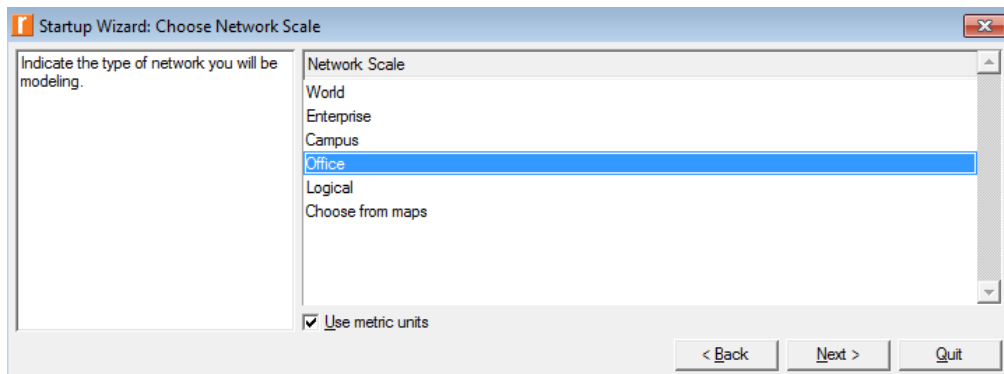 Startup Wizard: Choose Network Scale
Indicate the type of network you will be
modeling.
Network Scale
World
Enterprise
Campus
Office
Logical
Choose from maps
Use metric units
< Back
Next >
Quit